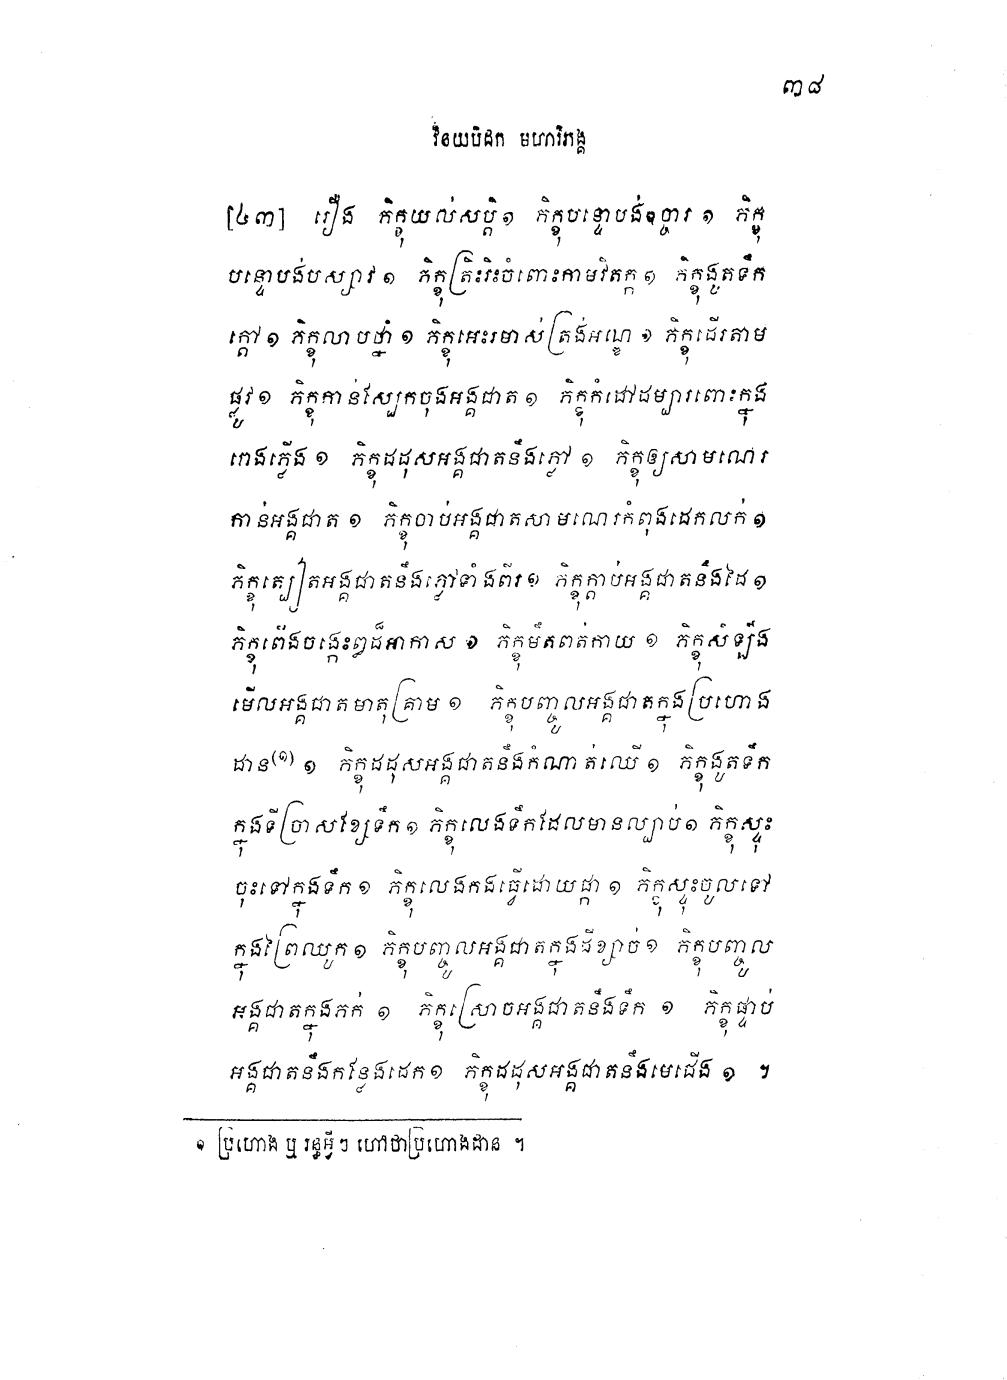 ៣៨
វិនយបិដក មហាវិភង្គ
[៤៣] រឿង ភិក្ខុយល់សប្តិ ១ ភិក្ខុបន្ទោបង់ឧច្ចារ ១ ភិក្ខុ
បន្ទោបង់បស្សាវ ១ ភិក្ខុត្រិះរិះចំពោះកាមវិតក្ក ១ ភិក្ខុងូតទឹក
ក្តៅ ១ ភិក្ខុលាបថ្នាំ ១ ភិក្ខុអេះរមាស់ត្រង់អណ្ឌ ១ ភិក្ខុដើរតាម
ផ្លូវ ១ ភិក្ខុកាន់ស្បែកចុងអង្គជាត ១ ភិក្ខុកំដៅដម្បារពោះក្នុង
រោងភ្លើង ១ ភិក្ខុដដុសអង្គជាតនឹងភ្លៅ ១ ភិក្ខុឲ្យសាមណេរ
កាន់អង្គជាត ១ ភិក្ខុចាប់អង្គជាតសាមណេរកំពុងដេកលក់ ១
ភិក្ខុត្បៀតអង្គជាតនឹងភ្លៅទាំងពីរ ១ ភិក្ខុក្តាប់អង្គជាតនឹងដៃ ១
ភិក្ខុពើងចង្កេះឰដ៏អាកាស ១ ភិក្ខុម៉ឹតពត់កាយ ១ ភិក្ខុសំឡឹង
មើលអង្គជាតមាតុគ្រាម ១ ភិក្ខុបញ្ចូលអង្គជាតក្នុងប្រហោង
ដាន(១) ១ ភិក្ខុដដុសអង្គជាតនឹងកំណាត់ឈើ ១ ភិក្ខុងូតទឹក
ក្នុងទីច្រាសខ្សែទឹក ១ ភិក្ខុលេងទឹកដែលមានល្បាប់ ១ ភិក្ខុស្ទុះ
ចុះទៅក្នុងទឹក ១ ភិក្ខុលេងកងធ្វើដោយផ្កា ១ ភិក្ខុស្ទុះចូលទៅ
ក្នុងព្រៃឈូក ១ ភិក្ខុបញ្ចូលអង្គជាតក្នុងដីខ្សាច់ ១ ភិក្ខុបញ្ចូល
អង្គជាតក្នុងភក់ ១ ភិក្ខុស្រោចអង្គជាតនឹងទឹក ១ ភិក្ខុផ្ទាប់
អង្គជាតនឹងកន្លែងដេក ១ ភិក្ខុដដុសអង្គជាតនឹងមេជើង ១ ។
១ ប្រហោង ឬ រន្ធអ្វីៗ ហៅថាប្រហោងដាន ។